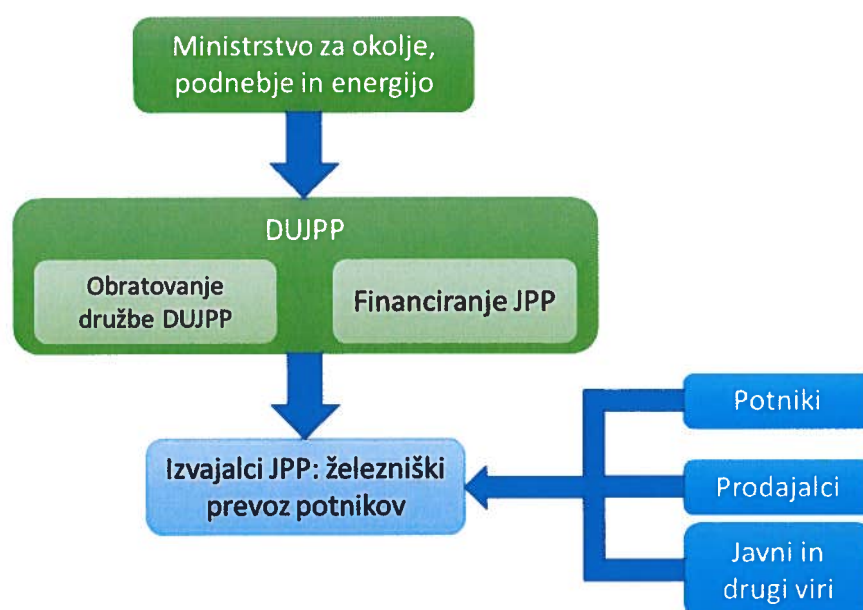 Ministrstvo za okolje,
podnebje in energijo
DUJPP
Obratovanje
družbe DUJPP
Financiranje JPP
Izvajalci JPP: železniški
prevoz potnikov
Potniki
Prodajalci
Javni in
drugi viri